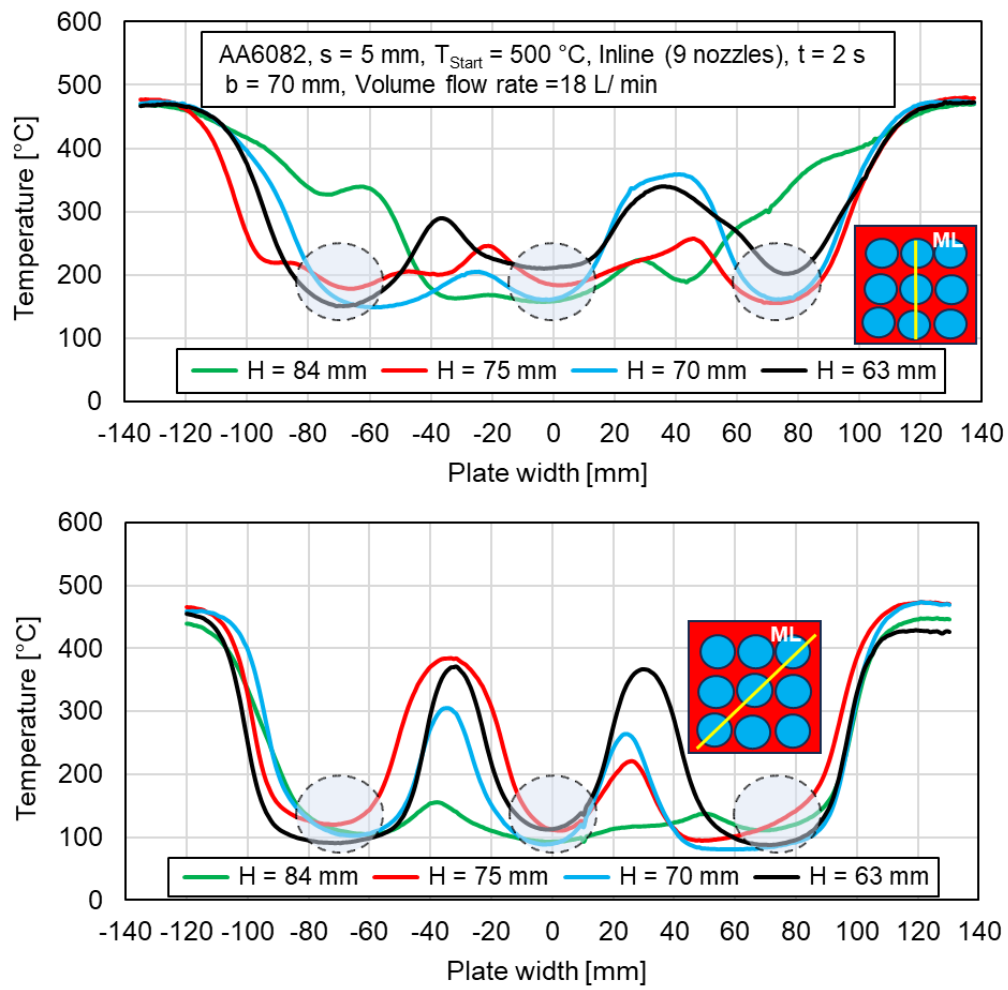 600
500
400
300
200
100
0
Temperature [°C]
AA6082, s = 5 mm, TStart = 500 °C, Inline (9 nozzles), t = 2 s
b = 70 mm, Volume flow rate =18 L/ min
ML
H = 84 mm H = 75 mm H = 70 mm H = 63 mm
-140 -120 -100 -80 -60 -40 -20 0 20 40 60 80 100 120 140
Plate width [mm]
600
500
400
300
200
100
0
Temperature [°C]
ML
H = 84 mm H = 75 mm H = 70 mm H = 63 mm
-140 -120 -100 -80 -60 -40 -20 0 20 40 60 80 100 120 140
Plate width [mm]